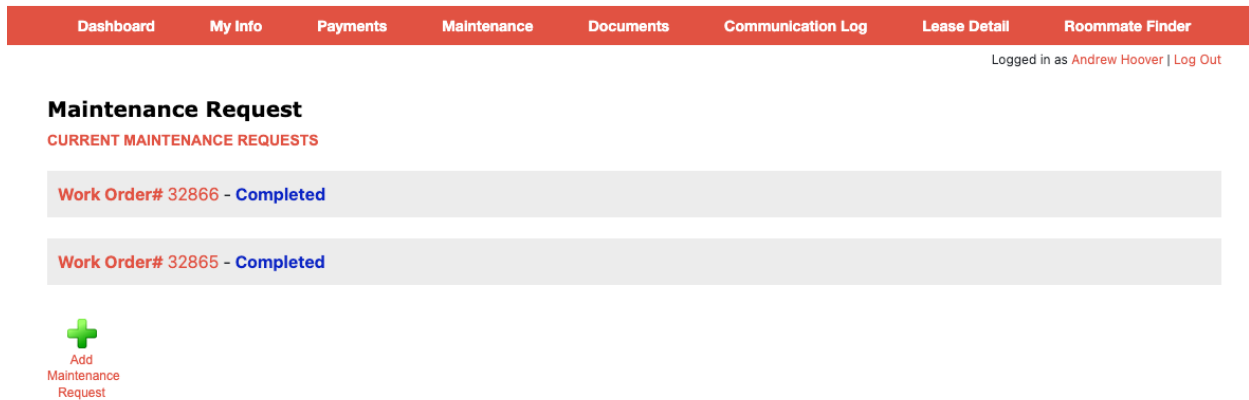 Dashboard My Info Payments Maintenance Documents Communication Log Lease Detail Roommate Finder
Logged in as Andrew Hoover | Log Out
Maintenance Request
CURRENT MAINTENANCE REQUESTS
Work Order# 32866 - Completed
Work Order# 32865 - Completed
Add
Maintenance
Request